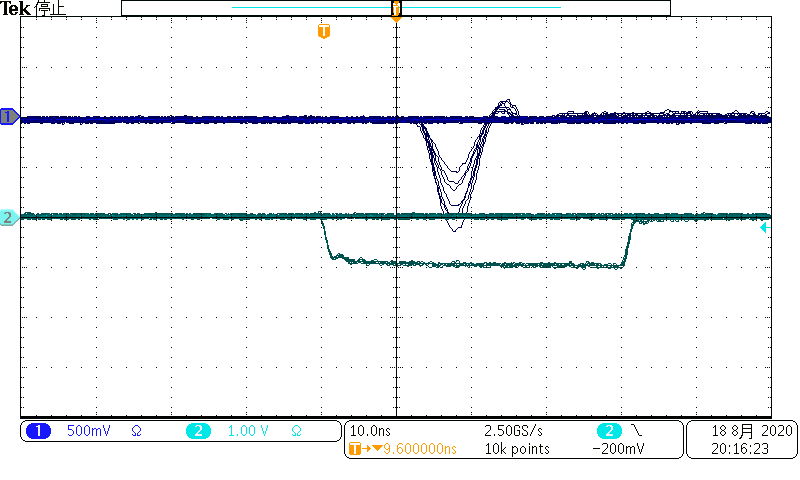 Tek 停止
T
T
1
2
1 500mV Ω 2 1.00 V Ω
10.0ns 2.50GS/s 2 -200mV
T→▼9.600000ns 10k points
18 8月 2020
20:16:23